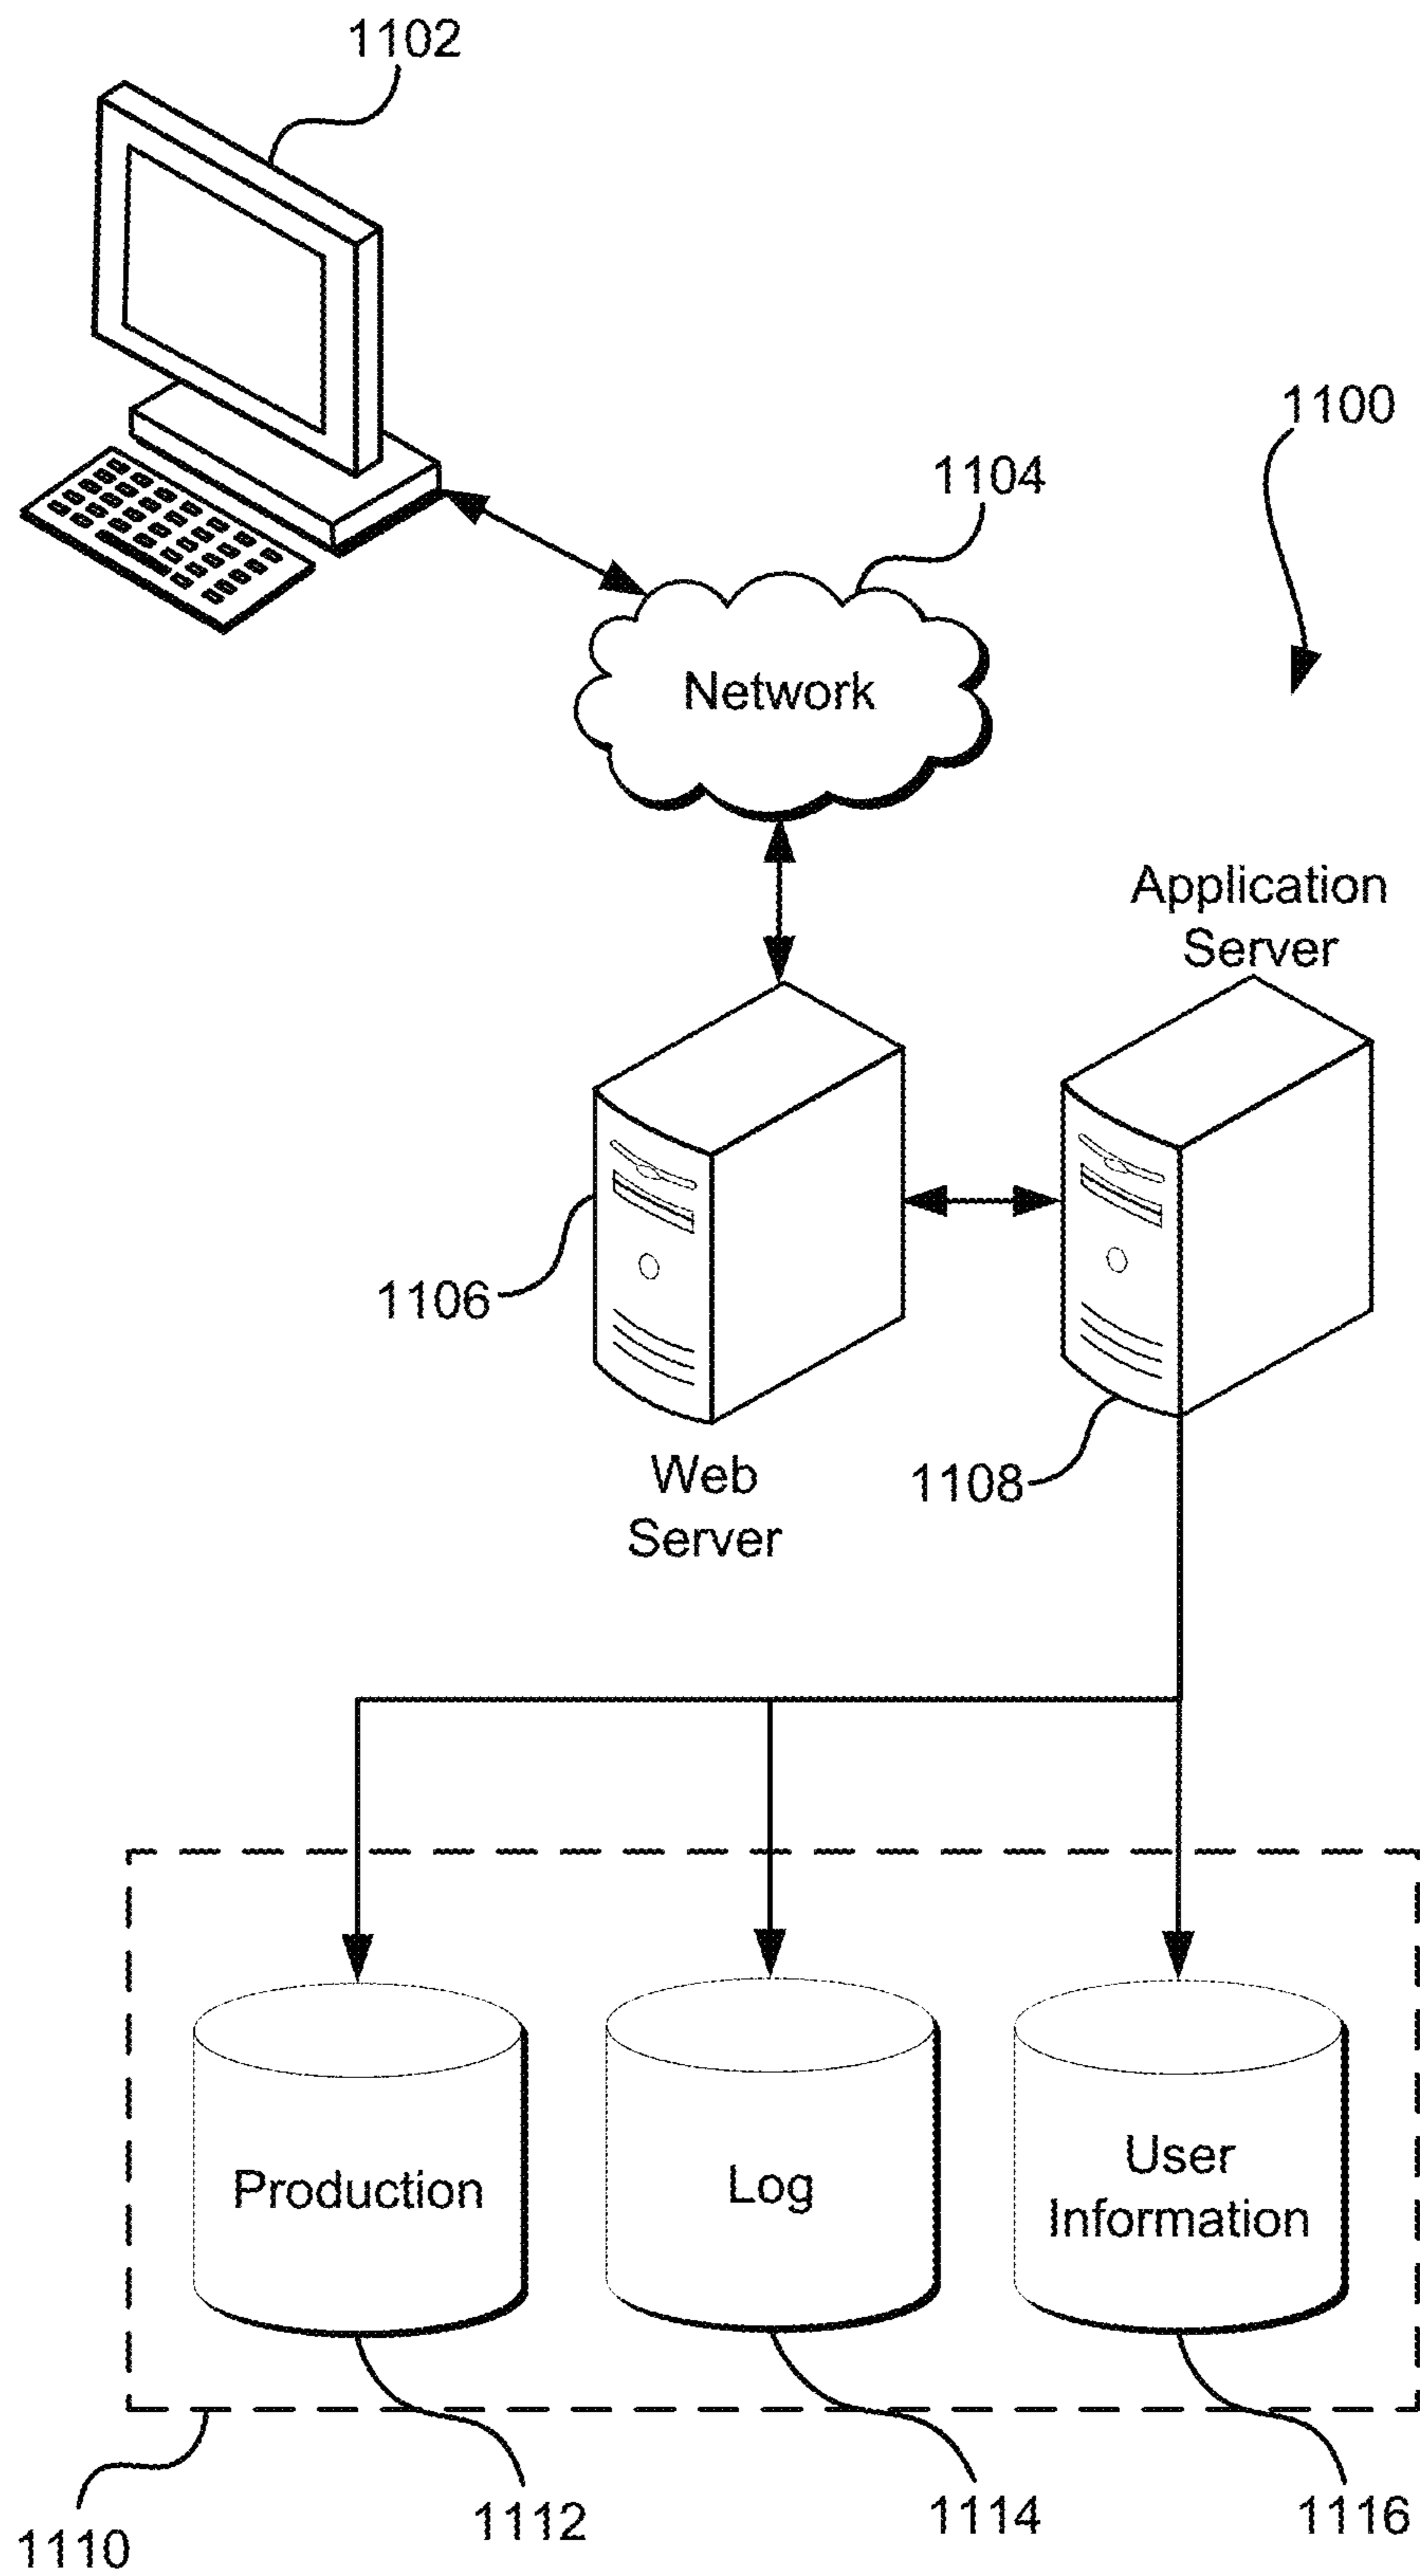 1102
1100
1104
Network
Application
Server
1106
Web
Server
1108
Production
Log
User
Information
1110
1112
1114
1116